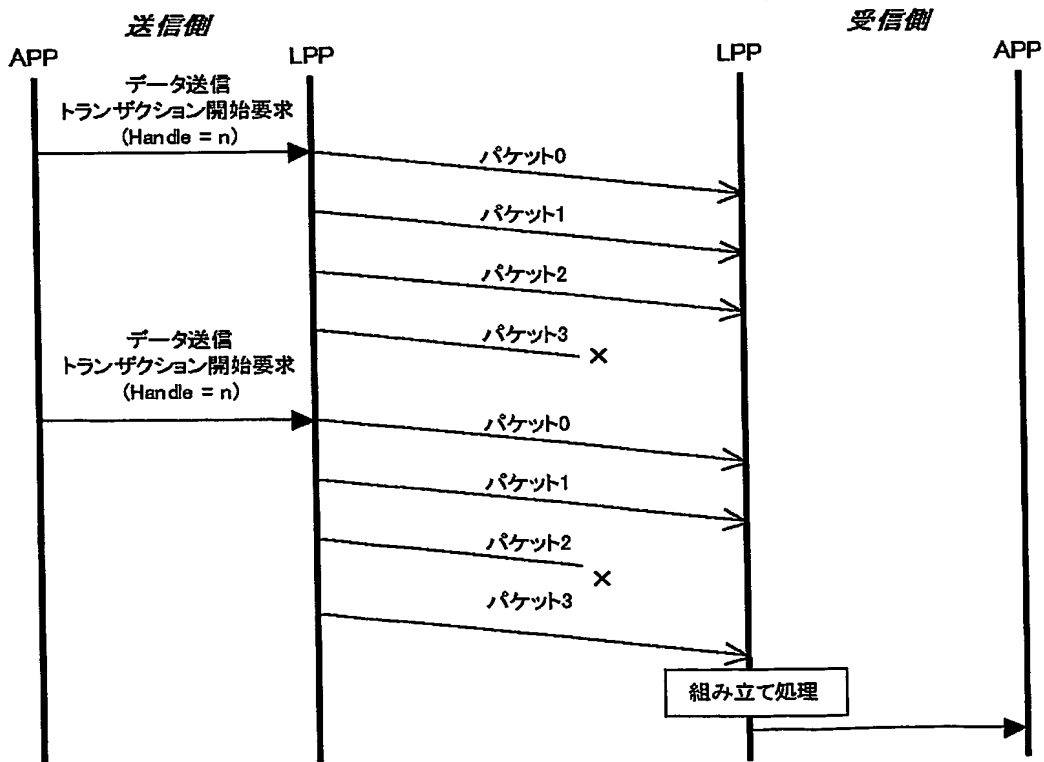 送信側
受信側
APP
LPP
LPP
APP
データ送信
トランザクション開始要求
(Handle = n)
パケット0
パケット1
パケット2
パケット3
×
データ送信
トランザクション開始要求
(Handle = n)
パケット0
パケット1
パケット2
×
パケット3
組み立て処理